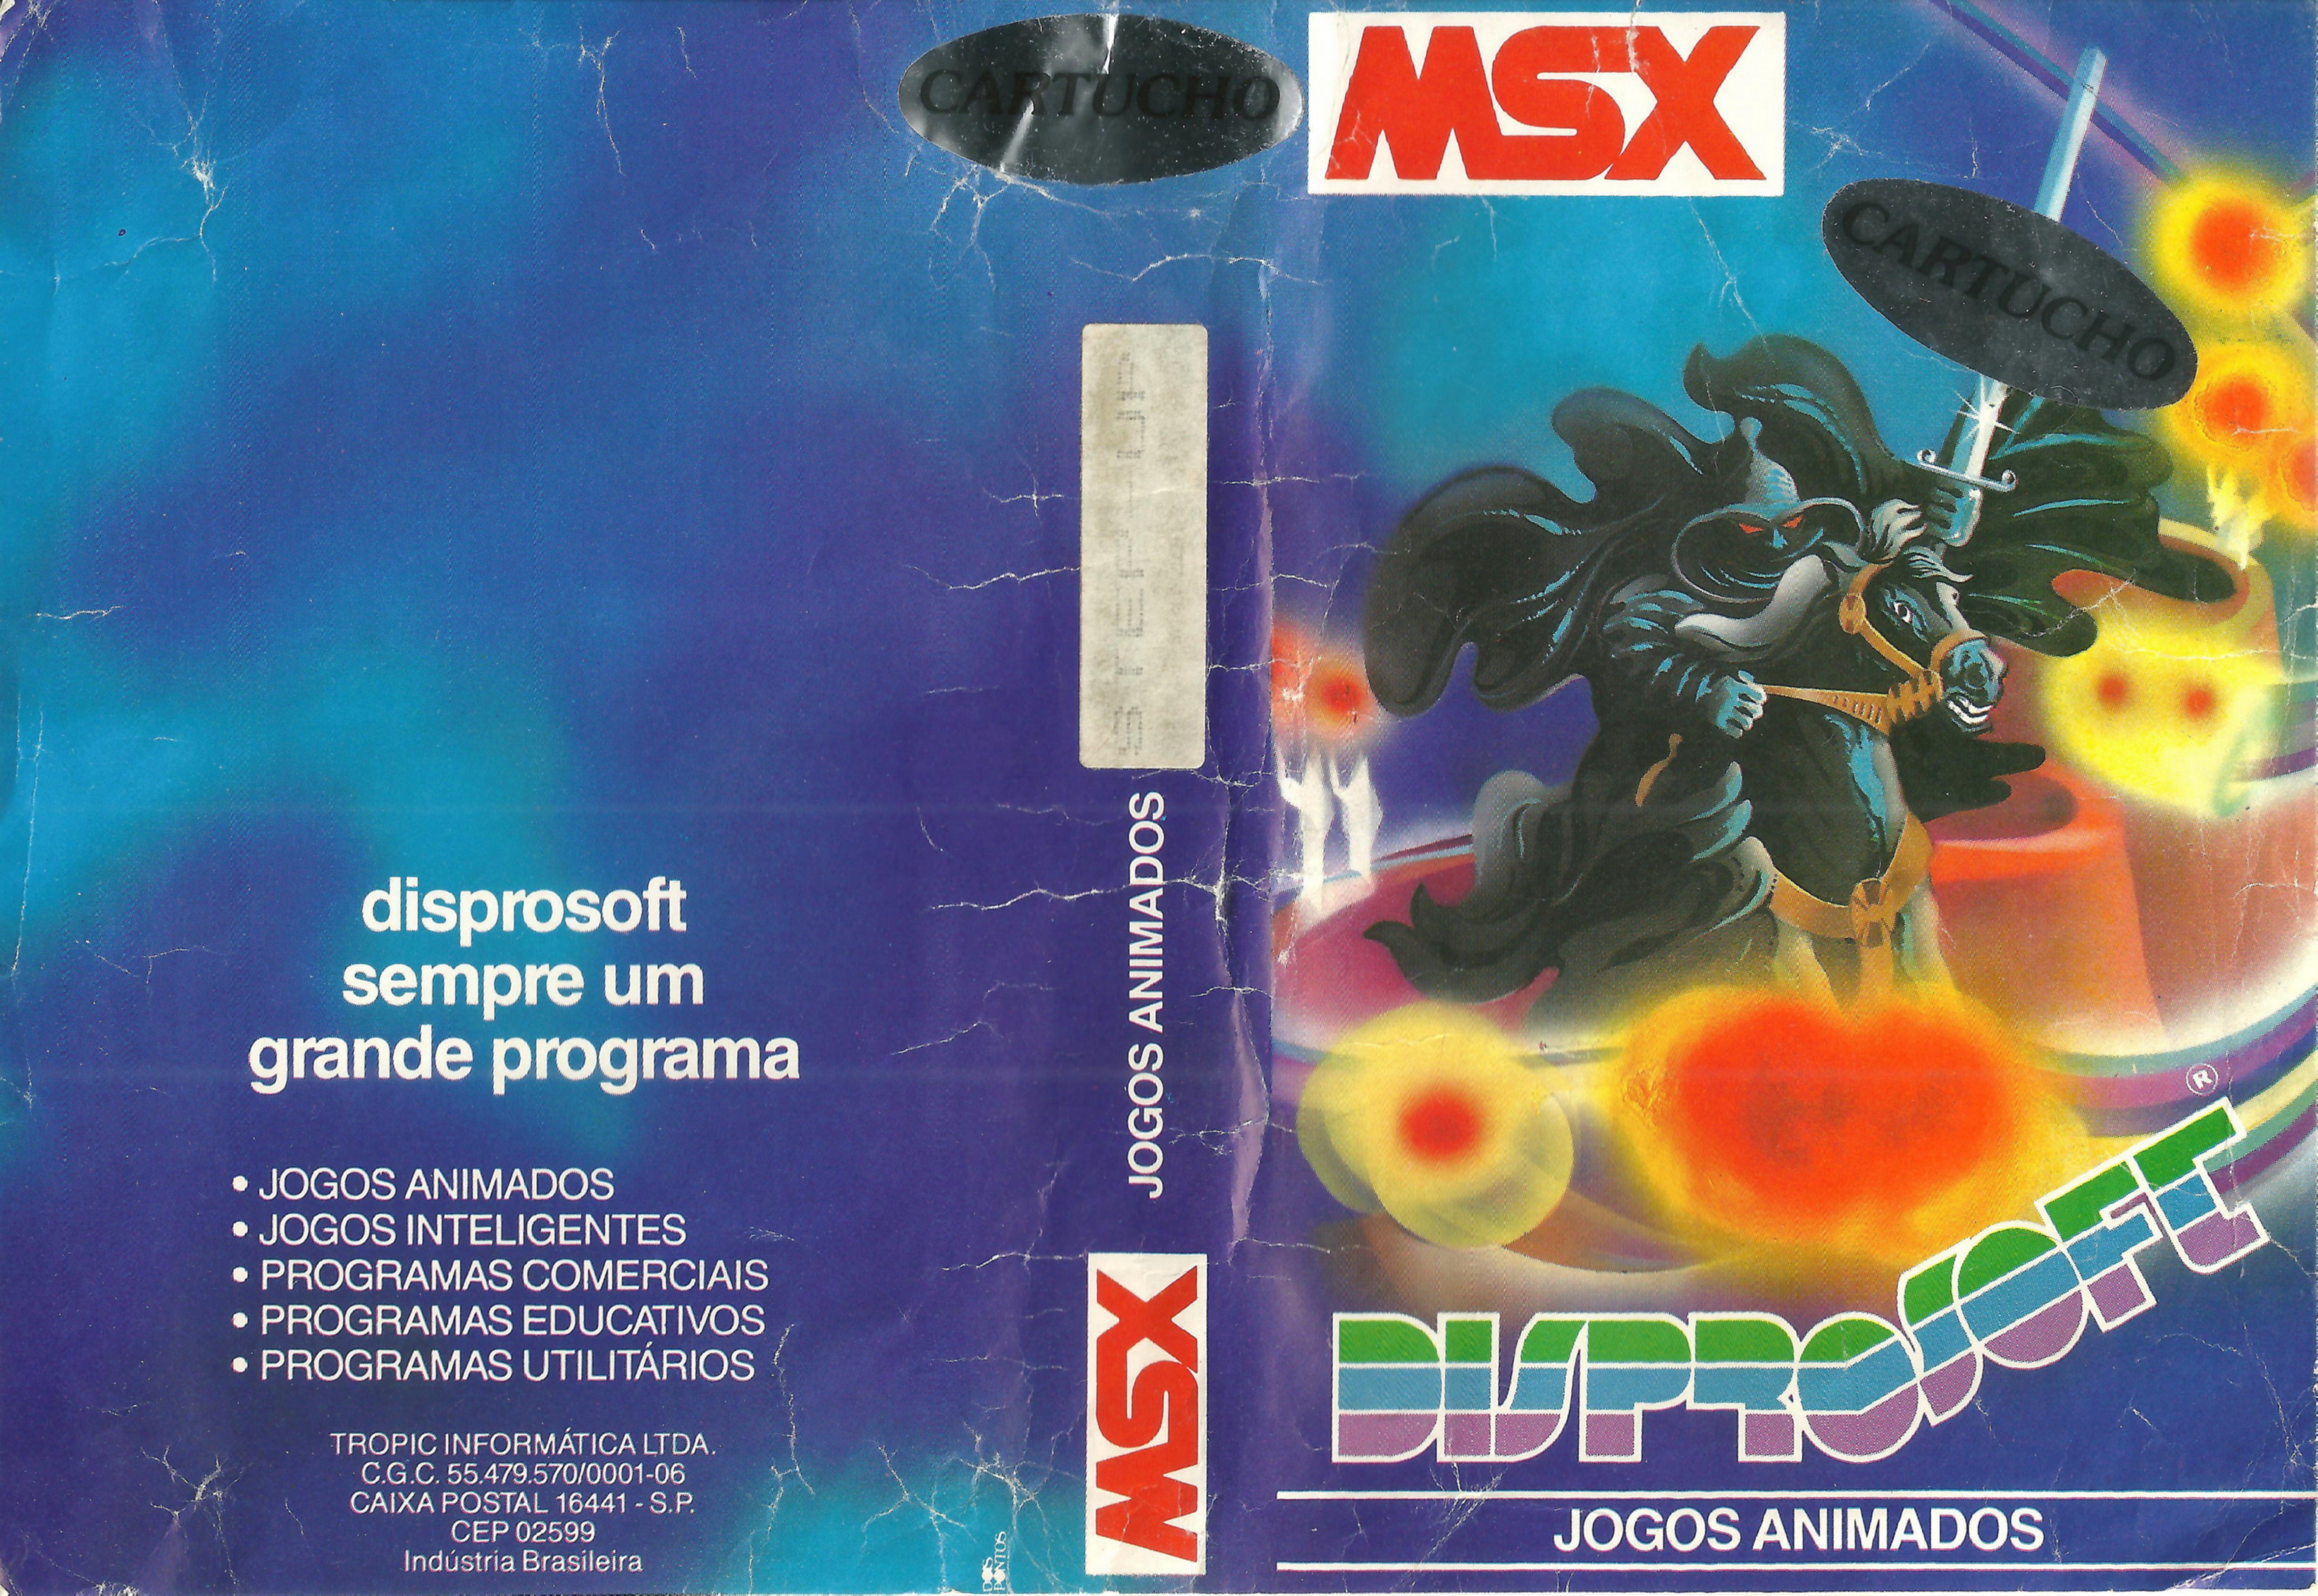 CARTUCHO
MSX
CARTUCHO
disprosoft
sempre um
grande programa
• JOGOS ANIMADOS
• JOGOS INTELIGENTES
• PROGRAMAS COMERCIAIS
• PROGRAMAS EDUCATIVOS
• PROGRAMAS UTILITÁRIOS
TROPIC INFORMÁTICA LTDA.
C.G.C. 55.479.570/0001-06
CAIXA POSTAL 16441 - S.P.
CEP 02599
Indústria Brasileira
DOIS
PONTOS
JOGOS ANIMADOS
MSX
DISPROSOFT®
JOGOS ANIMADOS